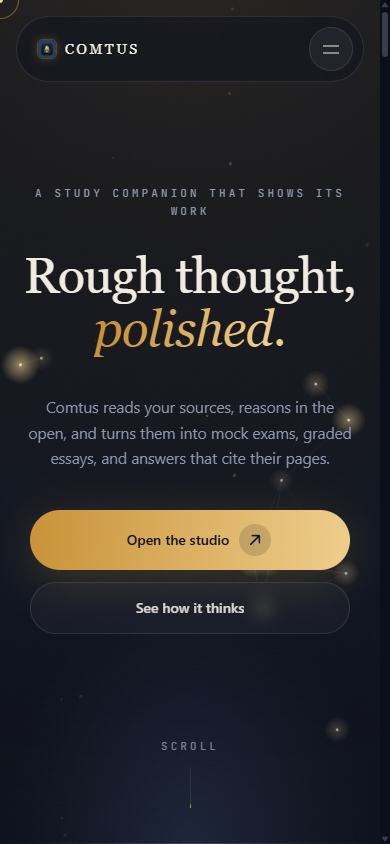 COMTUS
A STUDY COMPANION THAT SHOWS ITS
WORK
Rough thought,
polished.
Comtus reads your sources, reasons in the
open, and turns them into mock exams, graded
essays, and answers that cite their pages.
Open the studio
See how it thinks
SCROLL